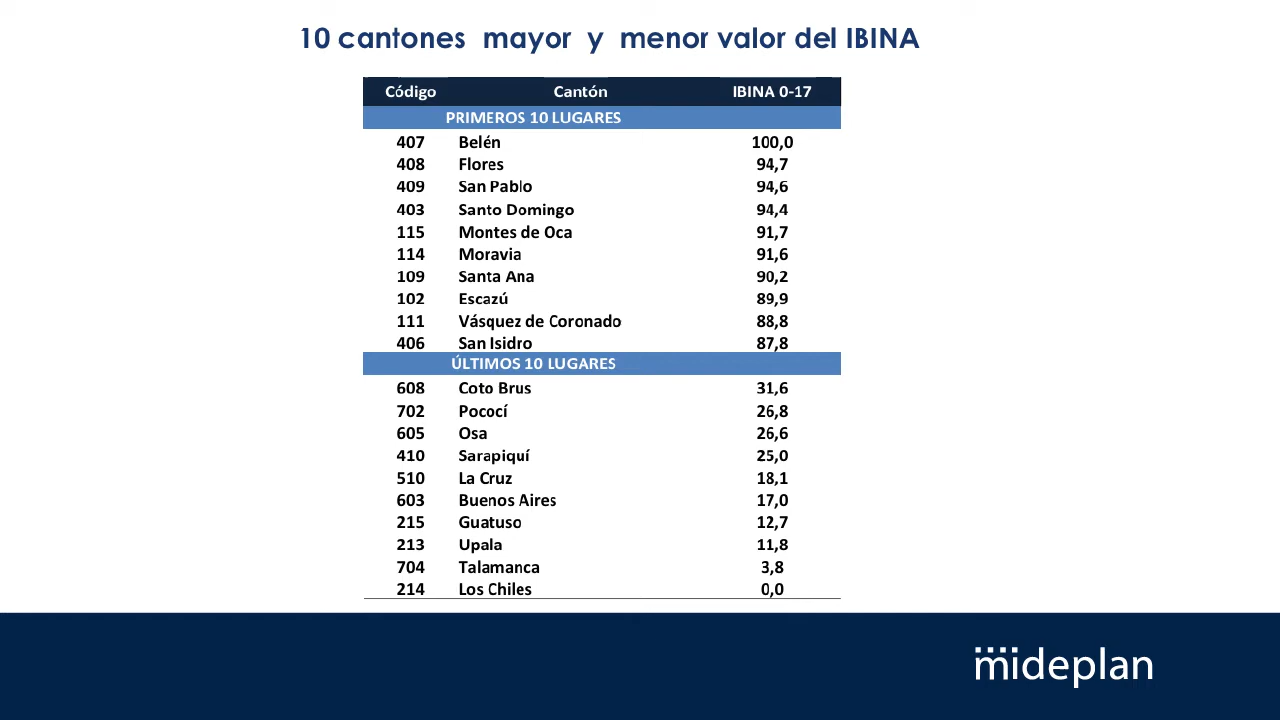 10 cantones mayor y menor valor del IBINA
Código Cantón IBINA 0-17
PRIMEROS 10 LUGARES
407 Belén 100,0
408 Flores 94,7
409 San Pablo 94,6
403 Santo Domingo 94,4
115 Montes de Oca 91,7
114 Moravia 91,6
109 Santa Ana 90,2
102 Escazú 89,9
111 Vásquez de Coronado 88,8
406 San Isidro 87,8
ÚLTIMOS 10 LUGARES
608 Coto Brus 31,6
702 Pococí 26,8
605 Osa 26,6
410 Sarapiquí 25,0
510 La Cruz 18,1
603 Buenos Aires 17,0
215 Guatuso 12,7
213 Upala 11,8
704 Talamanca 3,8
214 Los Chiles 0,0
mideplan